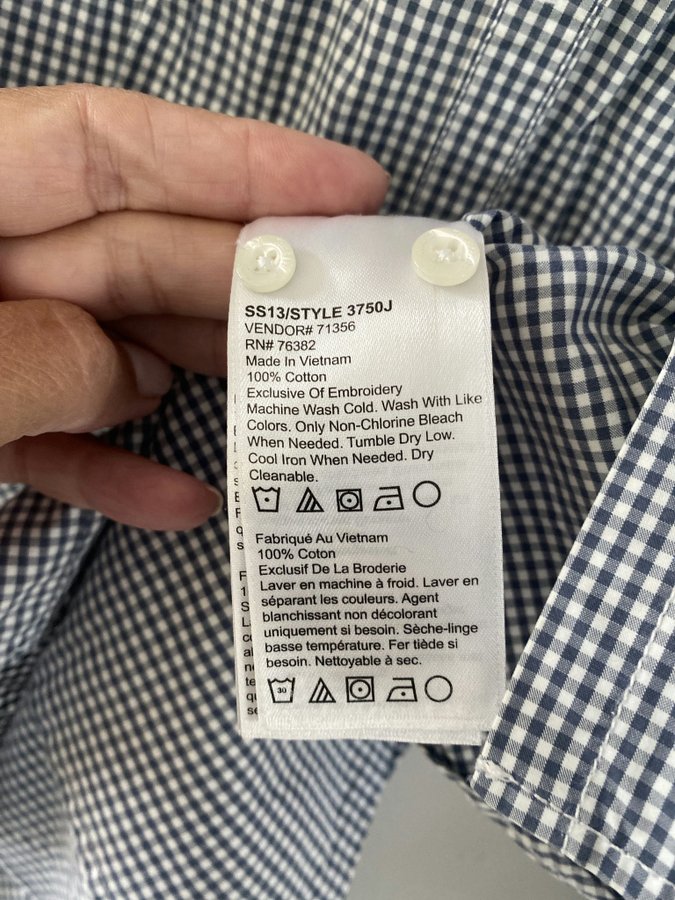 SS13/STYLE 3750J
VENDOR# 71356
RN# 76382
Made In Vietnam
100% Cotton
Exclusive Of Embroidery
Machine Wash Cold. Wash With Like
Colors. Only Non-Chlorine Bleach
When Needed. Tumble Dry Low.
Cool Iron When Needed. Dry
Cleanable.
Fabriqué Au Vietnam
100% Coton
Exclusif De La Broderie
Laver en machine à froid. Laver en
séparant les couleurs. Agent
blanchissant non décolorant
uniquement si besoin. Sèche-linge
basse température. Fer tiède si
besoin. Nettoyable à sec.
30